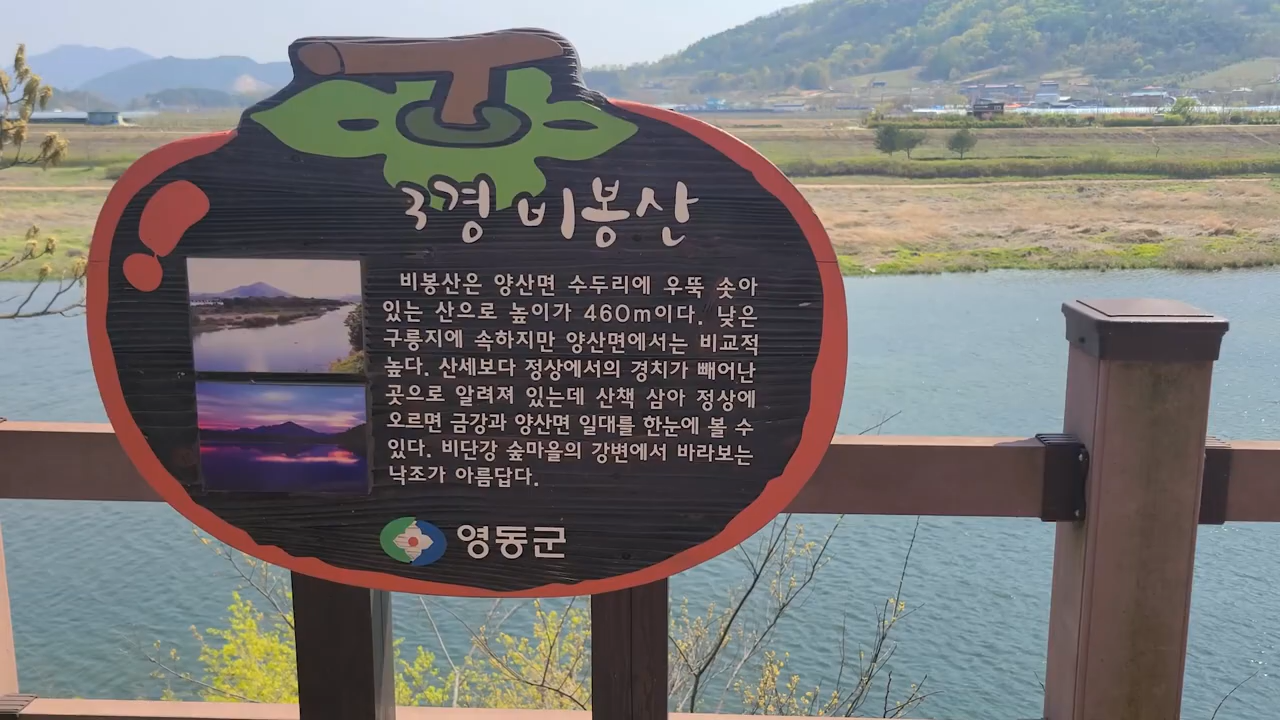 3경 비봉산
비봉산은 양산면 수두리에 우뚝 솟아
있는 산으로 높이가 460m이다. 낮은
구릉지에 속하지만 양산면에서는 비교적
높다. 산세보다 정상에서의 경치가 빼어난
곳으로 알려져 있는데 산책 삼아 정상에
오르면 금강과 양산면 일대를 한눈에 볼 수
있다. 비단강 숲마을의 강변에서 바라보는
낙조가 아름답다.
영동군